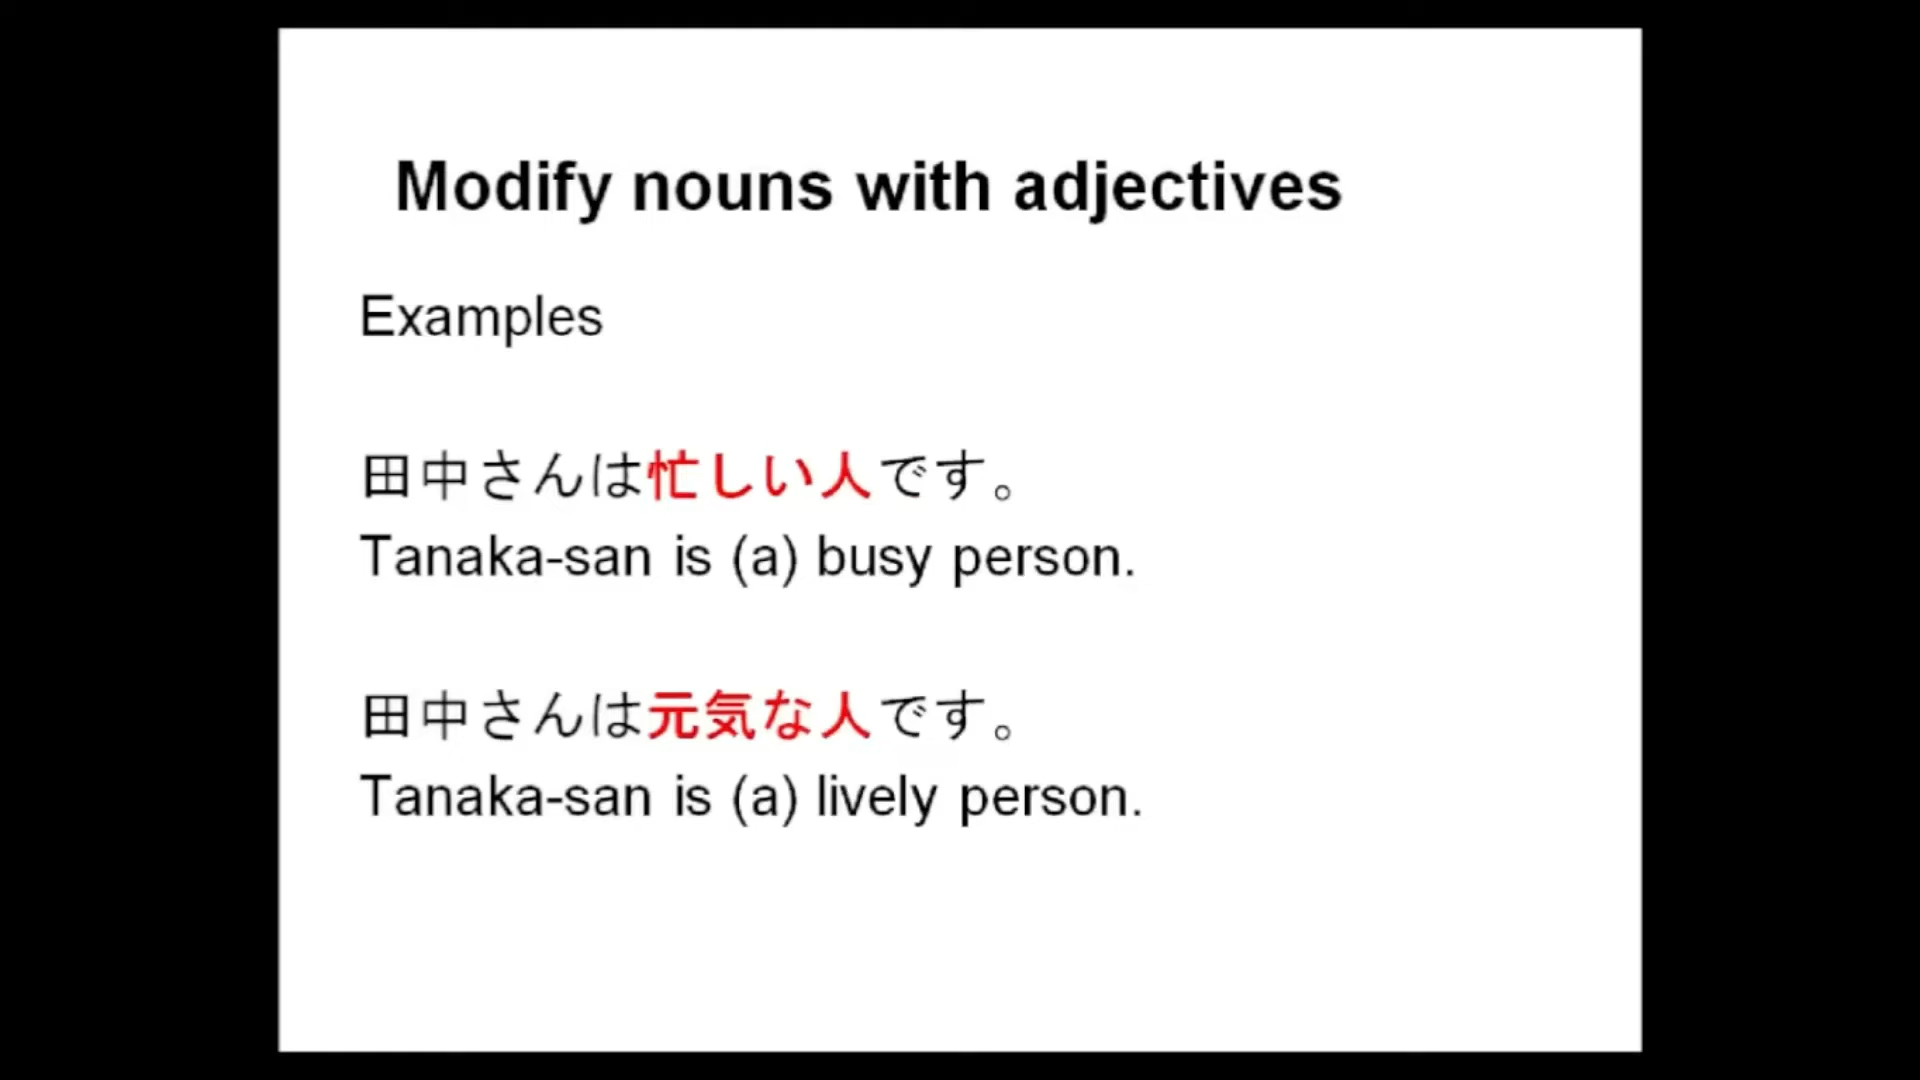 Modify nouns with adjectives
Examples
田中さんは忙しい人です。
Tanaka-san is (a) busy person.
田中さんは元気な人です。
Tanaka-san is (a) lively person.